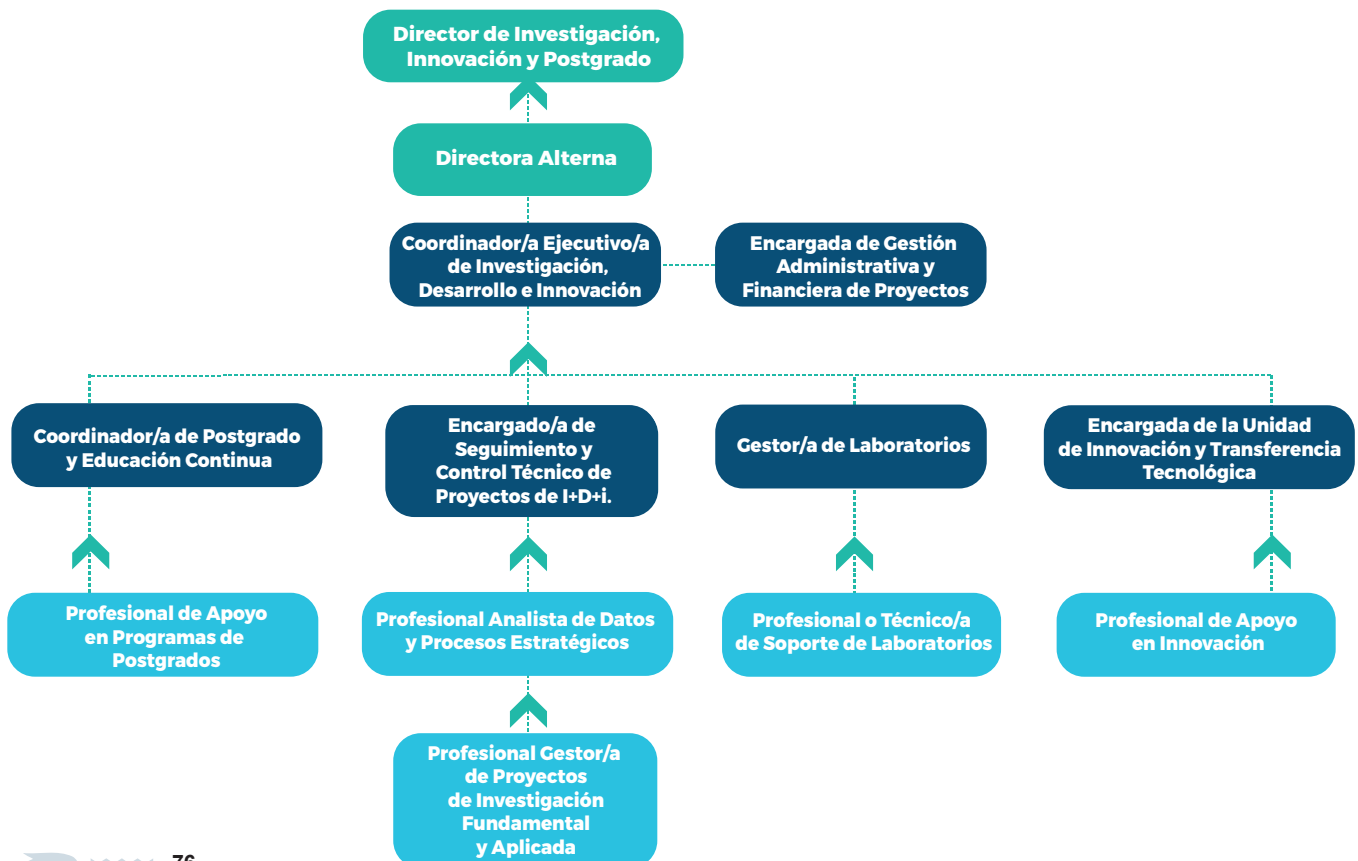 Director de Investigación,
Innovación y Postgrado
Directora Alterna
Coordinador/a Ejecutivo/a
de Investigación,
Desarrollo e Innovación
Encargada de Gestión
Administrativa y
Financiera de Proyectos
Coordinador/a de Postgrado
y Educación Continua
Encargado/a de
Seguimiento y
Control Técnico de
Proyectos de I+D+i.
Gestor/a de Laboratorios
Encargada de la Unidad
de Innovación y Transferencia
Tecnológica
Profesional de Apoyo
en Programas de
Postgrados
Profesional Analista de Datos
y Procesos Estratégicos
Profesional o Técnico/a
de Soporte de Laboratorios
Profesional de Apoyo
en Innovación
Profesional Gestor/a
de Proyectos
de Investigación
Fundamental
y Aplicada
76